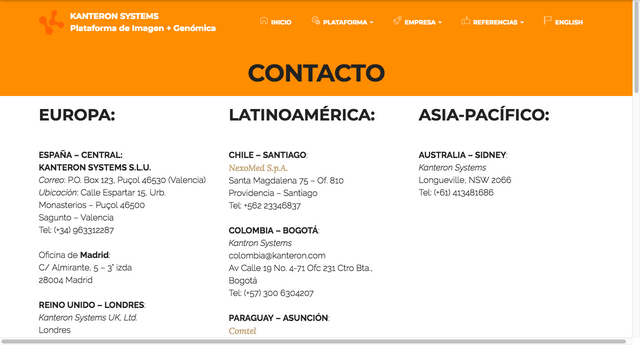 KANTERON SYSTEMS
Plataforma de Imagen + Genómica
INICIO
PLATAFORMA
EMPRESA
REFERENCIAS
ENGLISH
CONTACTO
EUROPA:
ESPAÑA – CENTRAL:
KANTERON SYSTEMS S.L.U.
Correo: P.O. Box 123, Puçol 46530 (Valencia)
Ubicación: Calle Espartar 15, Urb.
Monasterios – Puçol 46500
Sagunto – Valencia
Tel: (+34) 963312287
Oficina de Madrid:
C/ Almirante, 5 – 3° izda
28004 Madrid
REINO UNIDO – LONDRES:
Kanteron Systems UK, Ltd.
Londres
LATINOAMÉRICA:
CHILE – SANTIAGO:
NexoMed S.p.A.
Santa Magdalena 75 – Of. 810
Providencia – Santiago
Tel: +562 23346837
COLOMBIA – BOGOTÁ:
Kantron Systems
colombia@kanteron.com
Av Calle 19 No. 4-71 Ofc 231 Ctro Bta.,
Bogotá
Tel: (+57) 300 6304207
PARAGUAY – ASUNCIÓN:
Comtel
ASIA-PACÍFICO:
AUSTRALIA – SIDNEY:
Kanteron Systems
Longueville, NSW 2066
Tel: (+61) 413481686